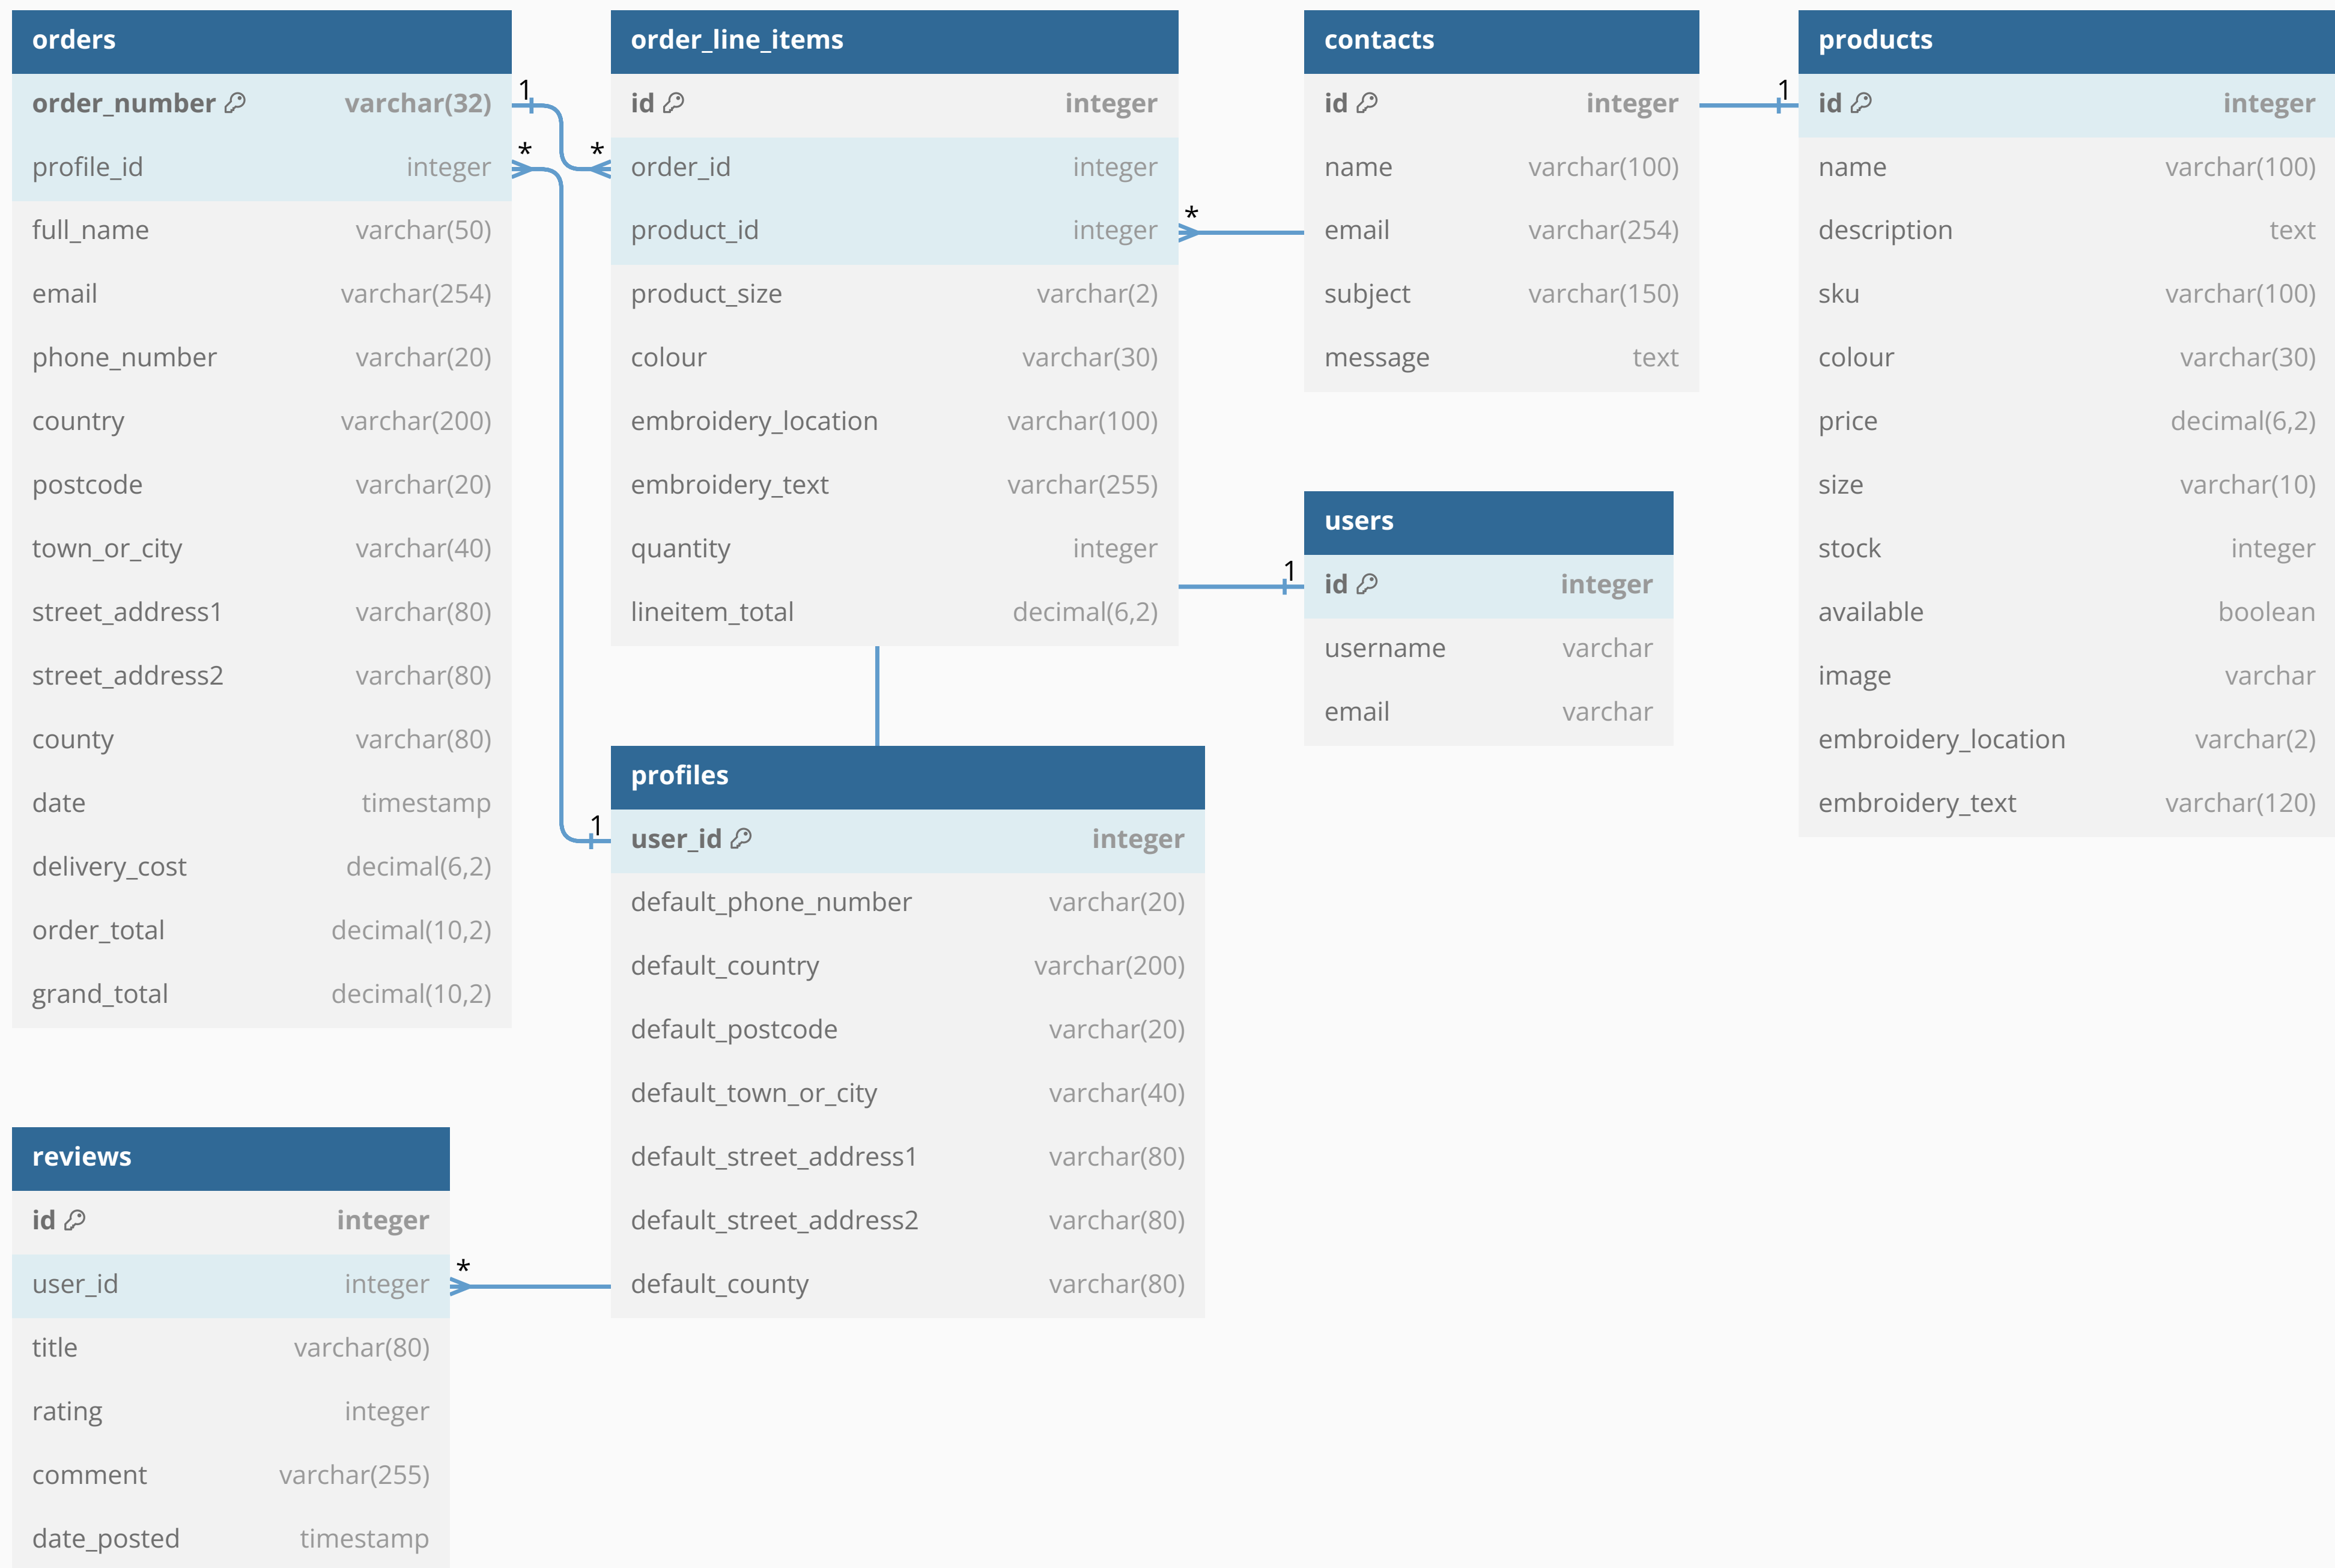 orders
order_number varchar(32)
profile_id integer
full_name varchar(50)
email varchar(254)
phone_number varchar(20)
country varchar(200)
postcode varchar(20)
town_or_city varchar(40)
street_address1 varchar(80)
street_address2 varchar(80)
county varchar(80)
date timestamp
delivery_cost decimal(6,2)
order_total decimal(10,2)
grand_total decimal(10,2)
1
*
*
order_line_items
id integer
order_id integer
product_id integer
product_size varchar(2)
colour varchar(30)
embroidery_location varchar(100)
embroidery_text varchar(255)
quantity integer
lineitem_total decimal(6,2)
*
contacts
id integer
name varchar(100)
email varchar(254)
subject varchar(150)
message text
1
products
id integer
name varchar(100)
description text
sku varchar(100)
colour varchar(30)
price decimal(6,2)
size varchar(10)
stock integer
available boolean
image varchar
embroidery_location varchar(2)
embroidery_text varchar(120)
1
users
id integer
username varchar
email varchar
1
profiles
user_id integer
default_phone_number varchar(20)
default_country varchar(200)
default_postcode varchar(20)
default_town_or_city varchar(40)
default_street_address1 varchar(80)
default_street_address2 varchar(80)
default_county varchar(80)
reviews
id integer
user_id integer
title varchar(80)
rating integer
comment varchar(255)
date_posted timestamp
*